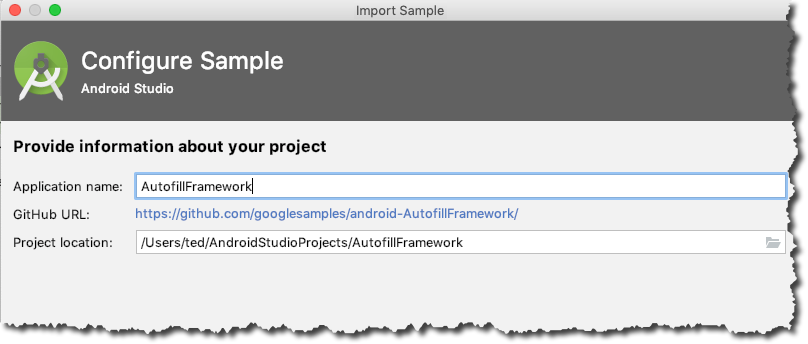 Import Sample
Configure Sample
Android Studio
Provide information about your project
Application name: AutofillFramework
GitHub URL: https://github.com/googlesamples/android-AutofillFramework/
Project location: /Users/ted/AndroidStudioProjects/AutofillFramework